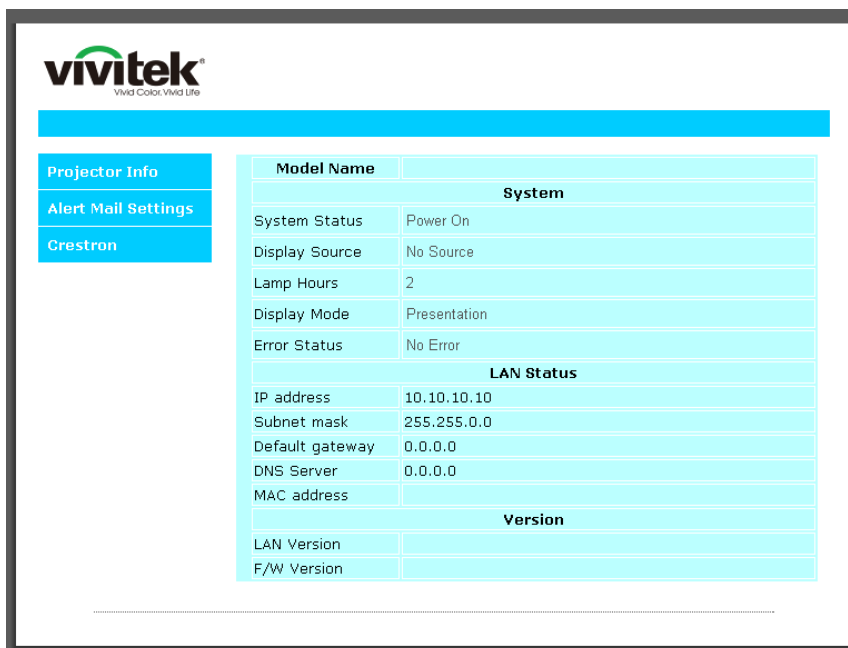 vivitek®
Vivid Color, Vivid Life
Projector Info
Alert Mail Settings
Crestron
Model Name
System
System Status Power On
Display Source No Source
Lamp Hours 2
Display Mode Presentation
Error Status No Error
LAN Status
IP address 10.10.10.10
Subnet mask 255.255.0.0
Default gateway 0.0.0.0
DNS Server 0.0.0.0
MAC address
Version
LAN Version
F/W Version